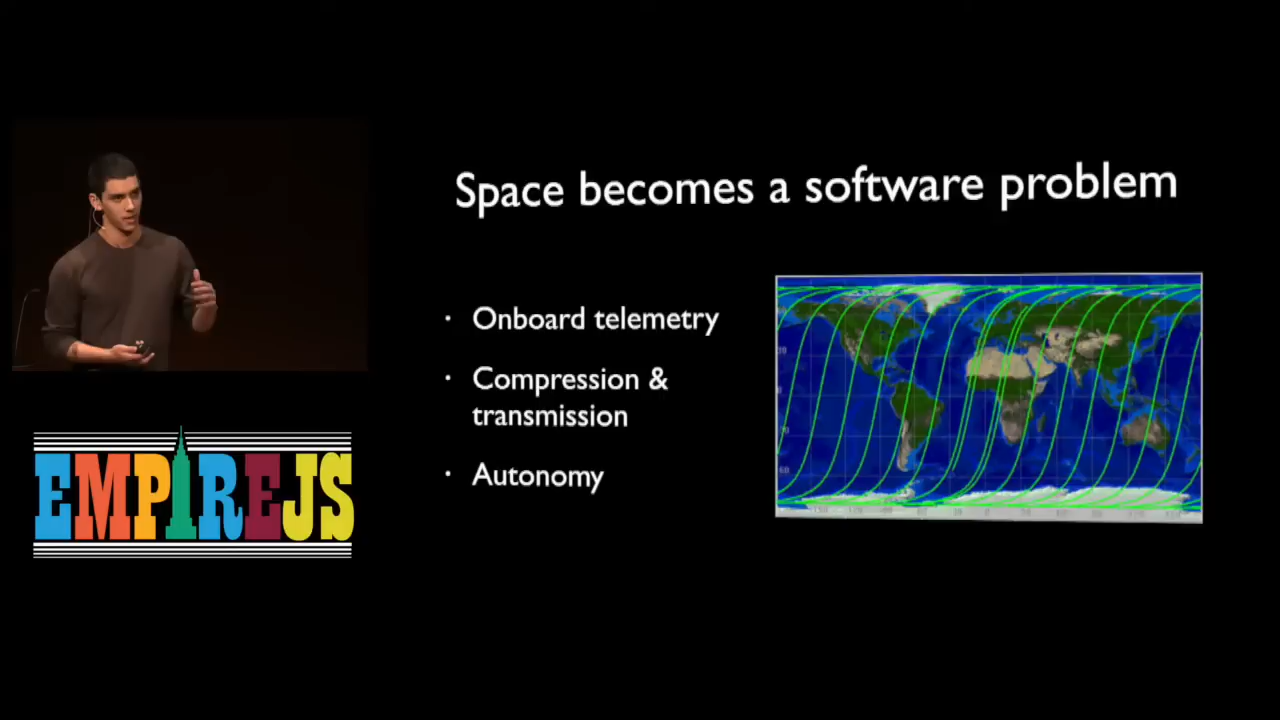 Space becomes a software problem
• Onboard telemetry
• Compression &
transmission
• Autonomy
EMPIREJS